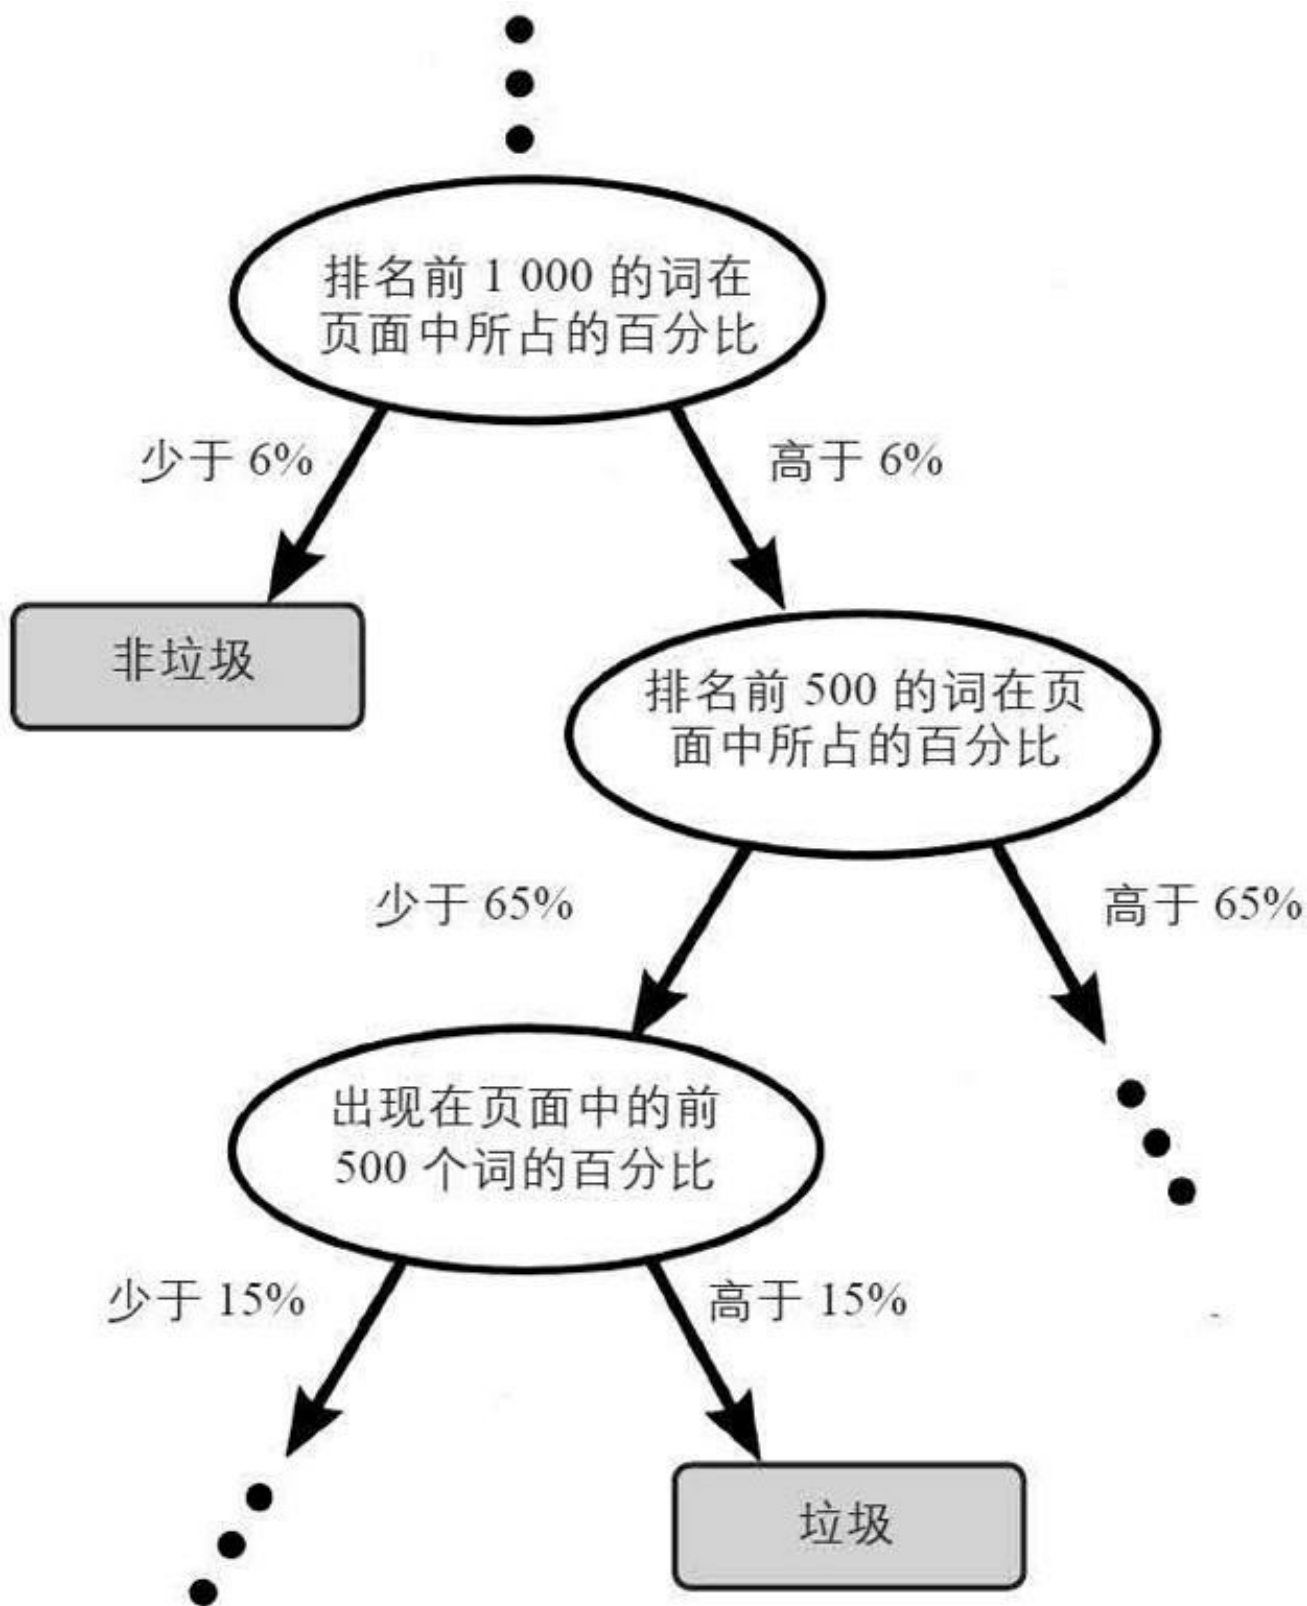 排名前 1 000 的词在
页面中所占的百分比
少于 6%
高于 6%
非垃圾
排名前 500 的词在页
面中所占的百分比
少于 65%
高于 65%
出现在页面中的前
500 个词的百分比
少于 15%
高于 15%
垃圾